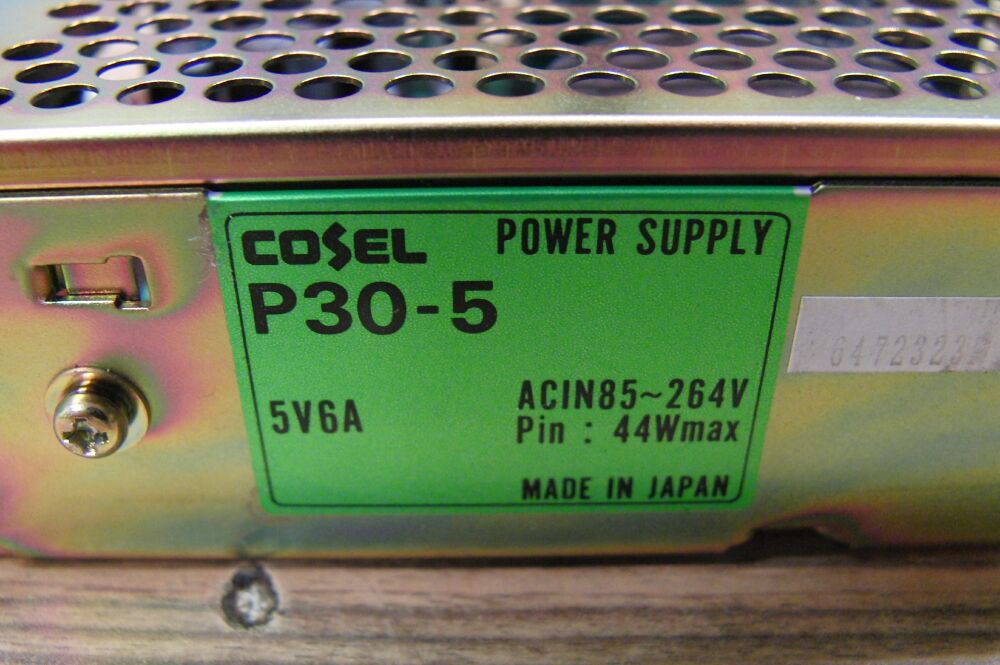 COSEL POWER SUPPLY
P30-5
5V6A
ACIN85~264V
Pin : 44Wmax
MADE IN JAPAN